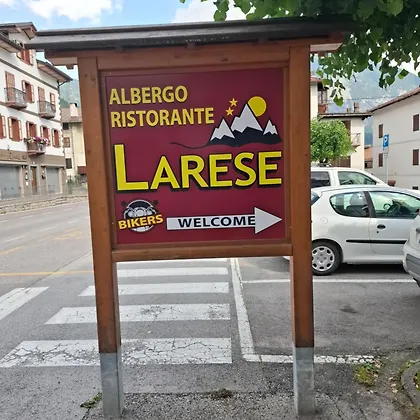 ALBERGO
RISTORANTE
LARESE
BIKERS
WELCOME